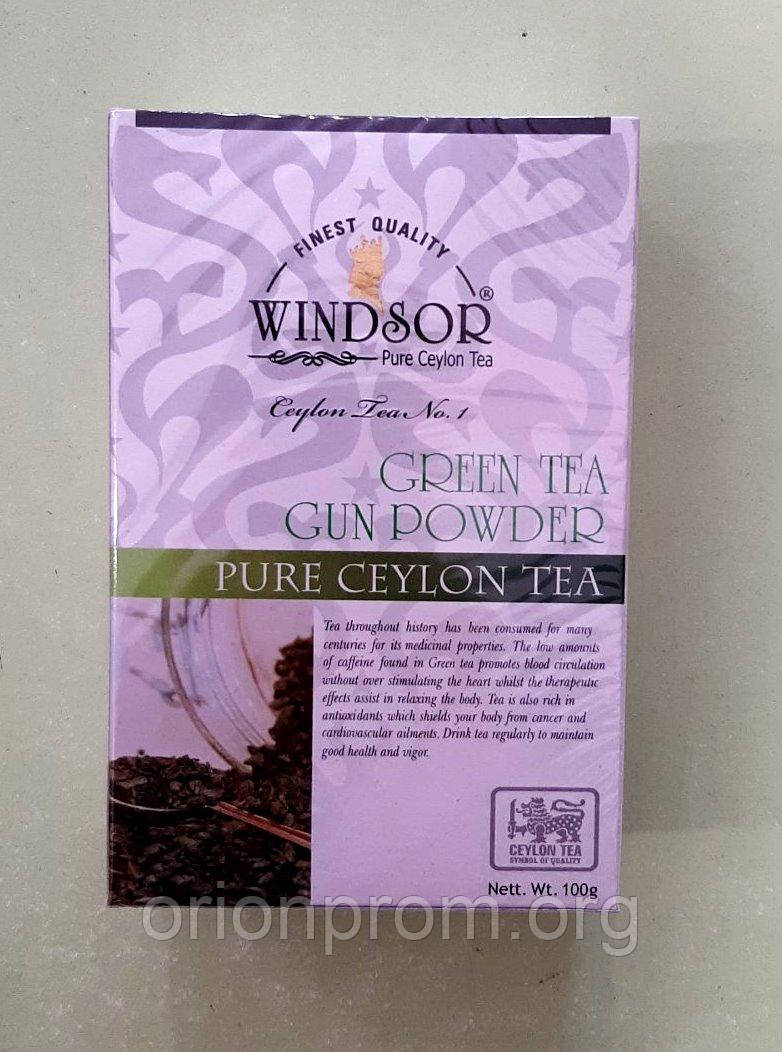 FINEST QUALITY
WINDSOR®
Pure Ceylon Tea
Ceylon Tea No. 1
GREEN TEA
GUN POWDER
PURE CEYLON TEA
Tea throughout history has been consumed for many
centuries for its medicinal properties. The low amounts
of caffeine found in Green tea promotes blood circulation
without over stimulating the heart whilst the therapeutic
effects assist in relaxing the body. Tea is also rich in
antioxidants which shields your body from cancer and
cardiovascular ailments. Drink tea regularly to maintain
good health and vigor.
CEYLON TEA
SYMBOL OF QUALITY
Nett. Wt. 100g
orionprom.org